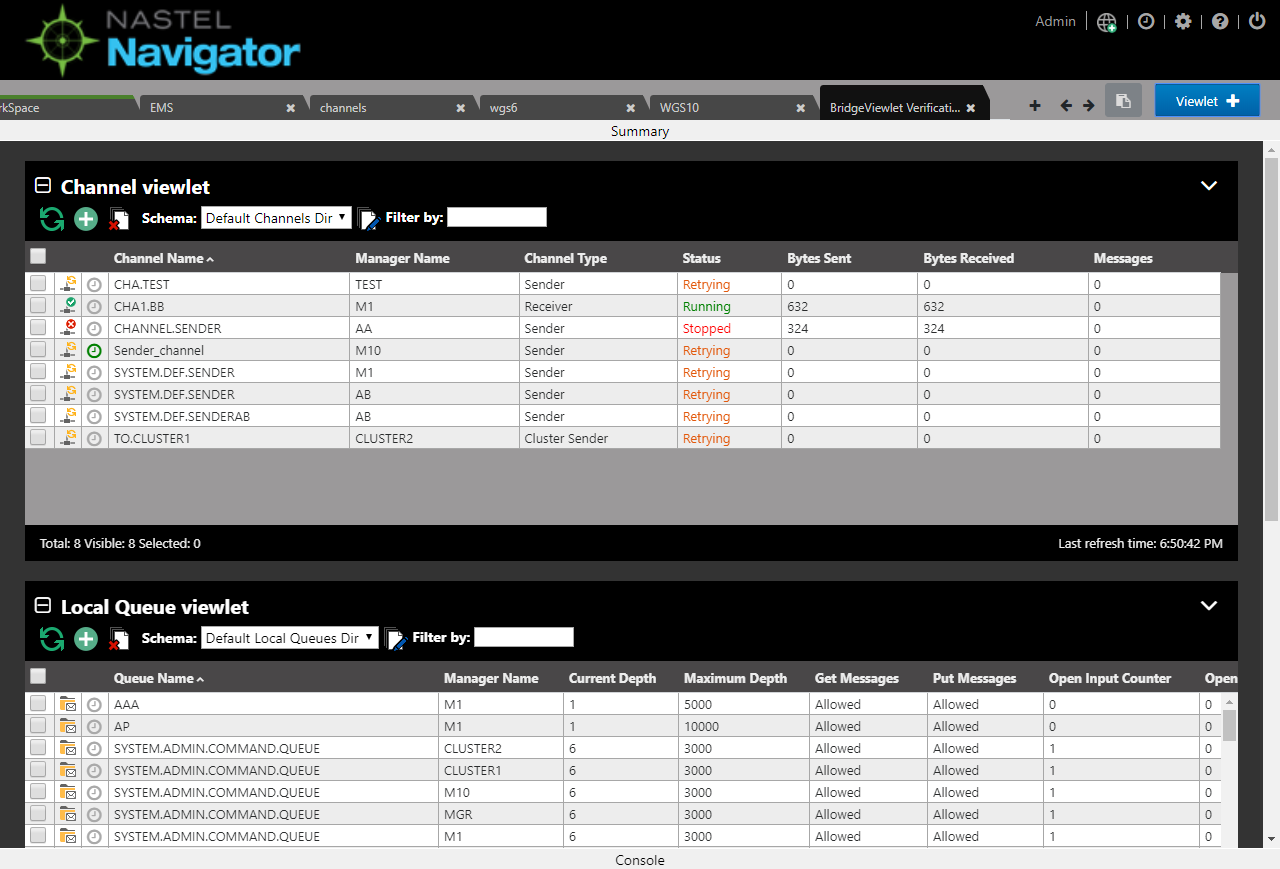 NASTEL
Navigator
Admin
rkSpace EMS channels wgs6 WGS10 BridgeViewlet Verificati... Viewlet
Summary
Channel viewlet
Schema: Default Channels Dir Filter by:
Channel Name Manager Name Channel Type Status Bytes Sent Bytes Received Messages
CHA.TEST TEST Sender Retrying 0 0 0
CHA1.BB M1 Receiver Running 632 632 0
CHANNEL.SENDER AA Sender Stopped 324 324 0
Sender_channel M10 Sender Retrying 0 0 0
SYSTEM.DEF.SENDER M1 Sender Retrying 0 0 0
SYSTEM.DEF.SENDER AB Sender Retrying 0 0 0
SYSTEM.DEF.SENDERAB AB Sender Retrying 0 0 0
TO.CLUSTER1 CLUSTER2 Cluster Sender Retrying 0 0 0
Total: 8 Visible: 8 Selected: 0 Last refresh time: 6:50:42 PM
Local Queue viewlet
Schema: Default Local Queues Dir Filter by:
Queue Name Manager Name Current Depth Maximum Depth Get Messages Put Messages Open Input Counter Open
AAA M1 1 5000 Allowed Allowed 0 0
AP M1 1 10000 Allowed Allowed 0 0
SYSTEM.ADMIN.COMMAND.QUEUE CLUSTER2 6 3000 Allowed Allowed 1 0
SYSTEM.ADMIN.COMMAND.QUEUE CLUSTER1 6 3000 Allowed Allowed 1 0
SYSTEM.ADMIN.COMMAND.QUEUE M10 6 3000 Allowed Allowed 1 0
SYSTEM.ADMIN.COMMAND.QUEUE MGR 6 3000 Allowed Allowed 1 0
SYSTEM.ADMIN.COMMAND.QUEUE M1 6 3000 Allowed Allowed 1 0
Console